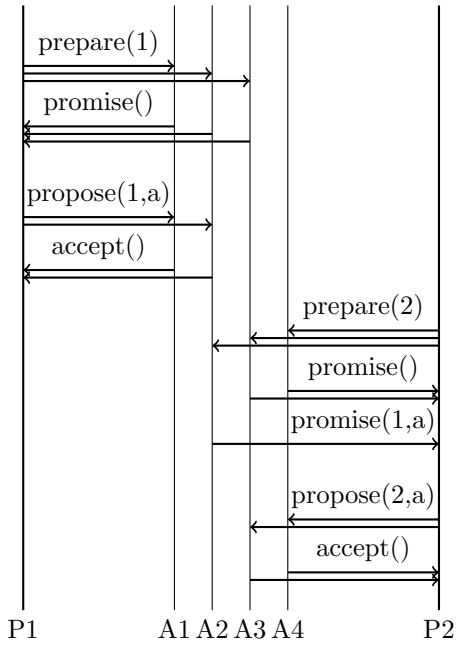 prepare(1)
promise()
propose(1,a)
accept()
prepare(2)
promise()
promise(1,a)
propose(2,a)
accept()
P1 A1 A2 A3 A4 P2